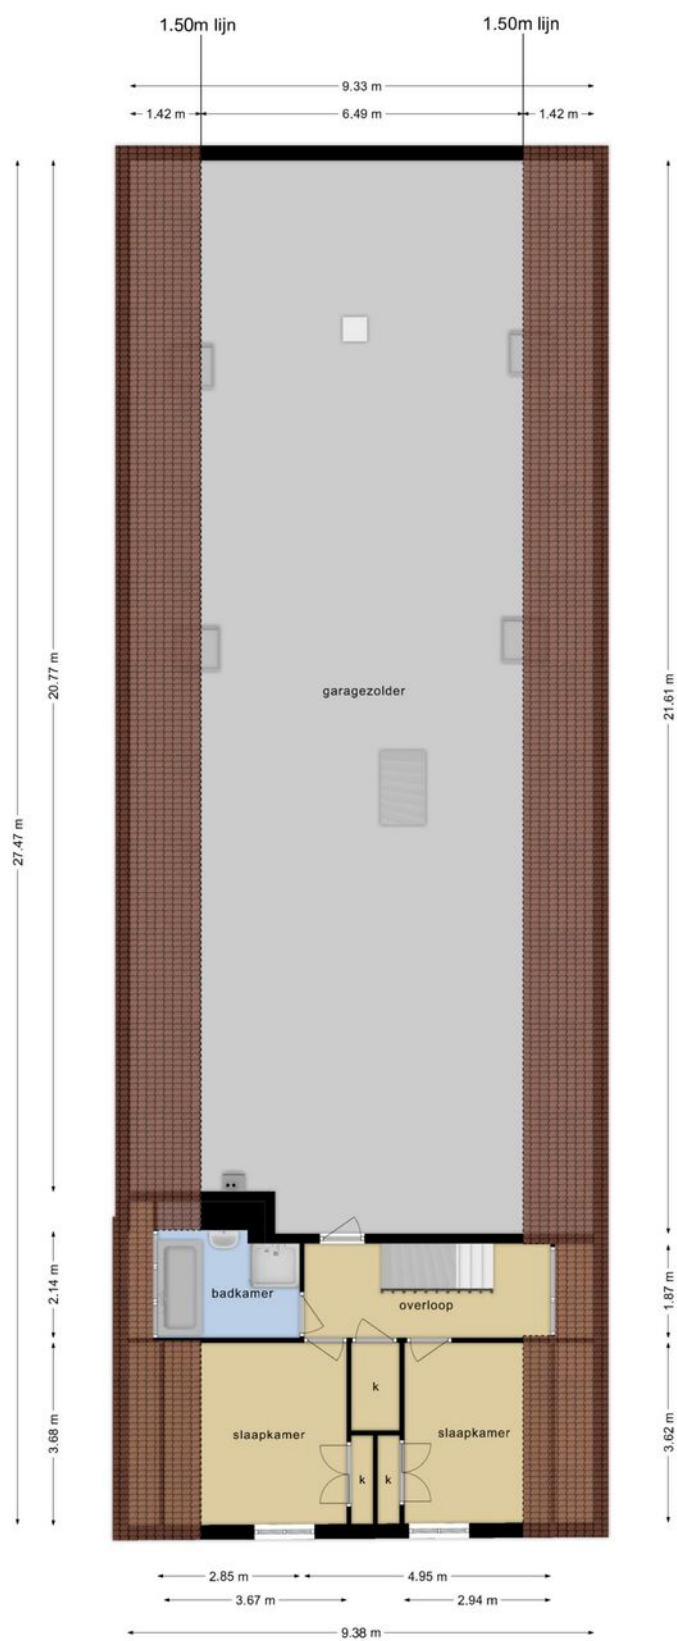 1.50m lijn 1.50m lijn
9.33 m
1.42 m 6.49 m 1.42 m
20.77 m
21.61 m
garagezolder
27.47 m
2.14 m
badkamer
overloop
1.87 m
k
3.68 m
slaapkamer
slaapkamer
3.62 m
k k
2.85 m 4.95 m
3.67 m 2.94 m
9.38 m